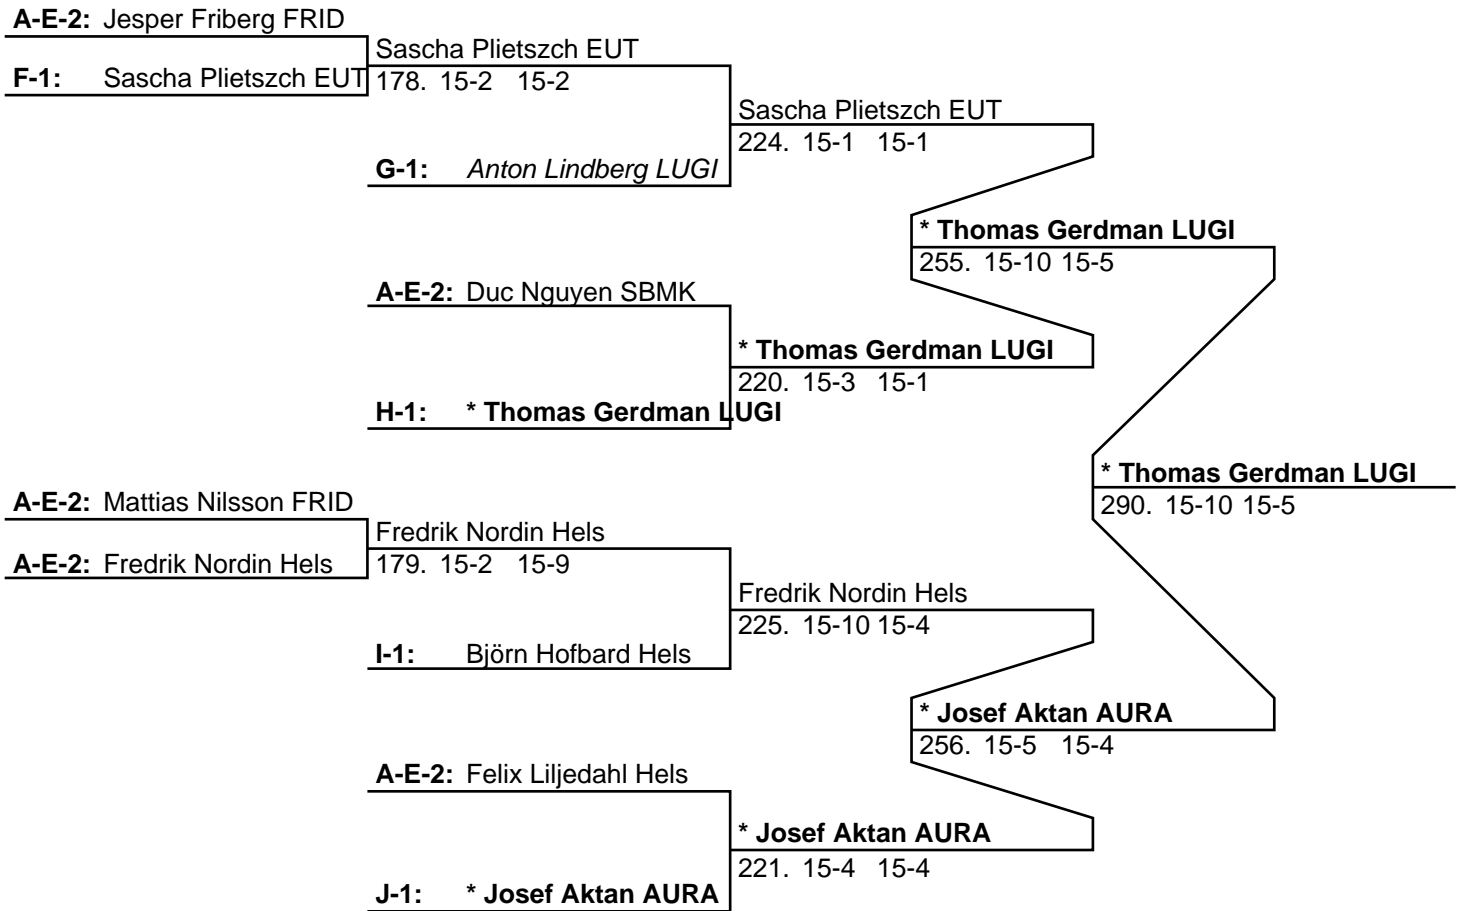 A-E-2: Jesper Friberg FRID
Sascha Plietszch EUT
F-1: Sascha Plietszch EUT
178. 15-2 15-2
Sascha Plietszch EUT
224. 15-1 15-1
G-1: Anton Lindberg LUGI
* Thomas Gerdman LUGI
255. 15-10 15-5
A-E-2: Duc Nguyen SBMK
* Thomas Gerdman LUGI
220. 15-3 15-1
H-1: * Thomas Gerdman LUGI
* Thomas Gerdman LUGI
290. 15-10 15-5
A-E-2: Mattias Nilsson FRID
Fredrik Nordin Hels
A-E-2: Fredrik Nordin Hels
179. 15-2 15-9
Fredrik Nordin Hels
225. 15-10 15-4
I-1: Björn Hofbard Hels
* Josef Aktan AURA
256. 15-5 15-4
A-E-2: Felix Liljedahl Hels
* Josef Aktan AURA
221. 15-4 15-4
J-1: * Josef Aktan AURA